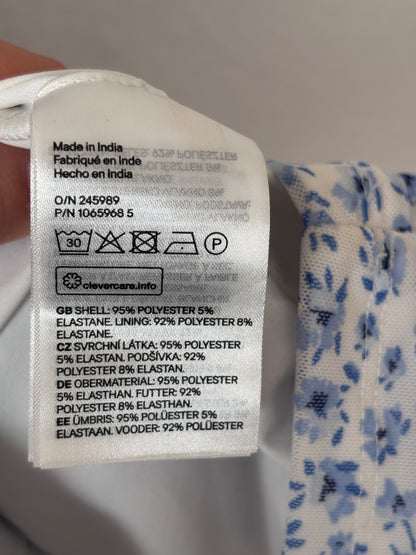 Made in India
Fabriqué en Inde
Hecho en India
O/N 245989
P/N 1065968 5
30
P
clevercare.info
GB SHELL: 95% POLYESTER 5%
ELASTANE. LINING: 92% POLYESTER 8%
ELASTANE.
CZ SVRCHNÍ LÁTKA: 95% POLYESTER
5% ELASTAN. PODŠÍVKA: 92%
POLYESTER 8% ELASTAN.
DE OBERMATERIAL: 95% POLYESTER
5% ELASTHAN. FUTTER: 92%
POLYESTER 8% ELASTHAN.
EE ÜMBRIS: 95% POLÜESTER 5%
ELASTAAN. VOODER: 92% POLÜESTER